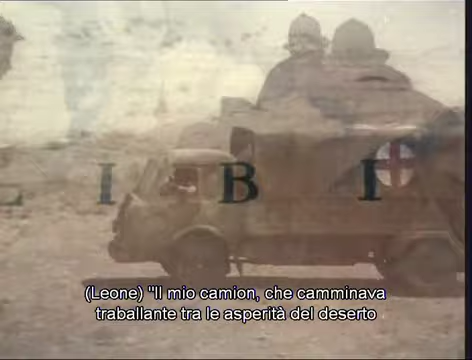 L I B I
(Leone) "Il mio camion, che camminava
traballante tra le asperità del deserto